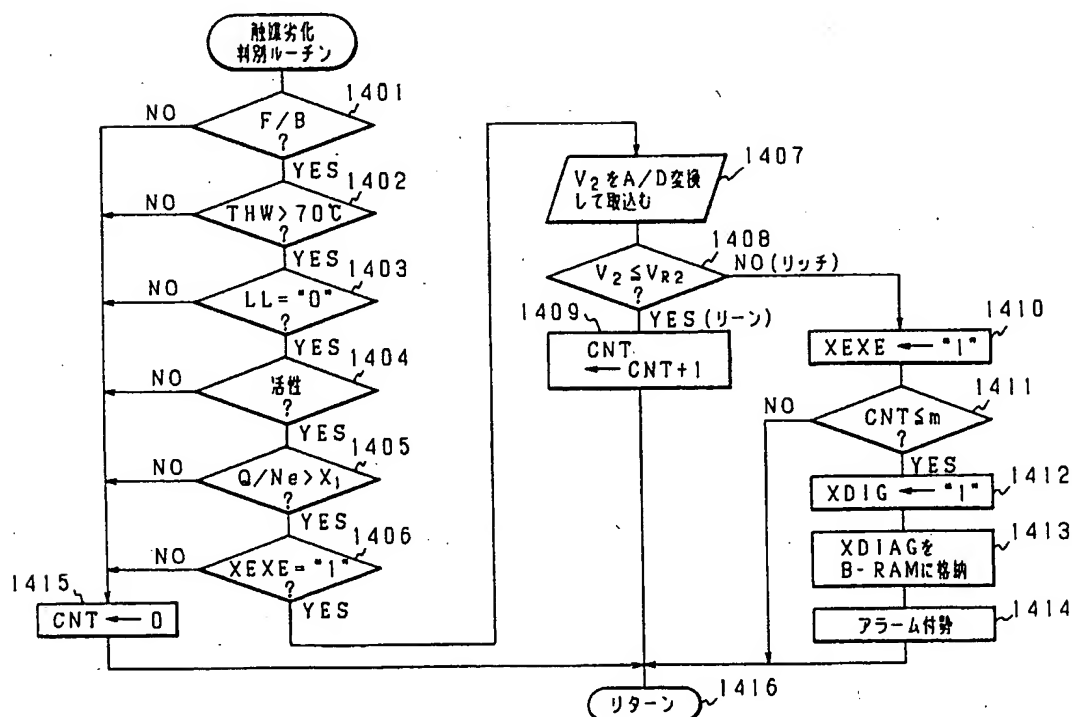 触媒劣化
判別ルーチン
1401
NO
F/B
?
YES
1402
NO
THW>70℃
?
YES
1403
NO
LL="0"
?
YES
1404
NO
活性
?
YES
1405
NO
Q/Ne>X1
?
YES
1406
NO
XEXE="1"
?
YES
1415
CNT ← 0
1407
V2をA/D変換
して取込む
1408
V2≦VR2
?
NO(リッチ)
YES(リーン)
1409
CNT
← CNT+1
1410
XEXE ← "1"
1411
NO
CNT≦m
?
YES
1412
XDIG ← "1"
1413
XDIAGを
B-RAMに格納
1414
アラーム付勢
1416
リターン